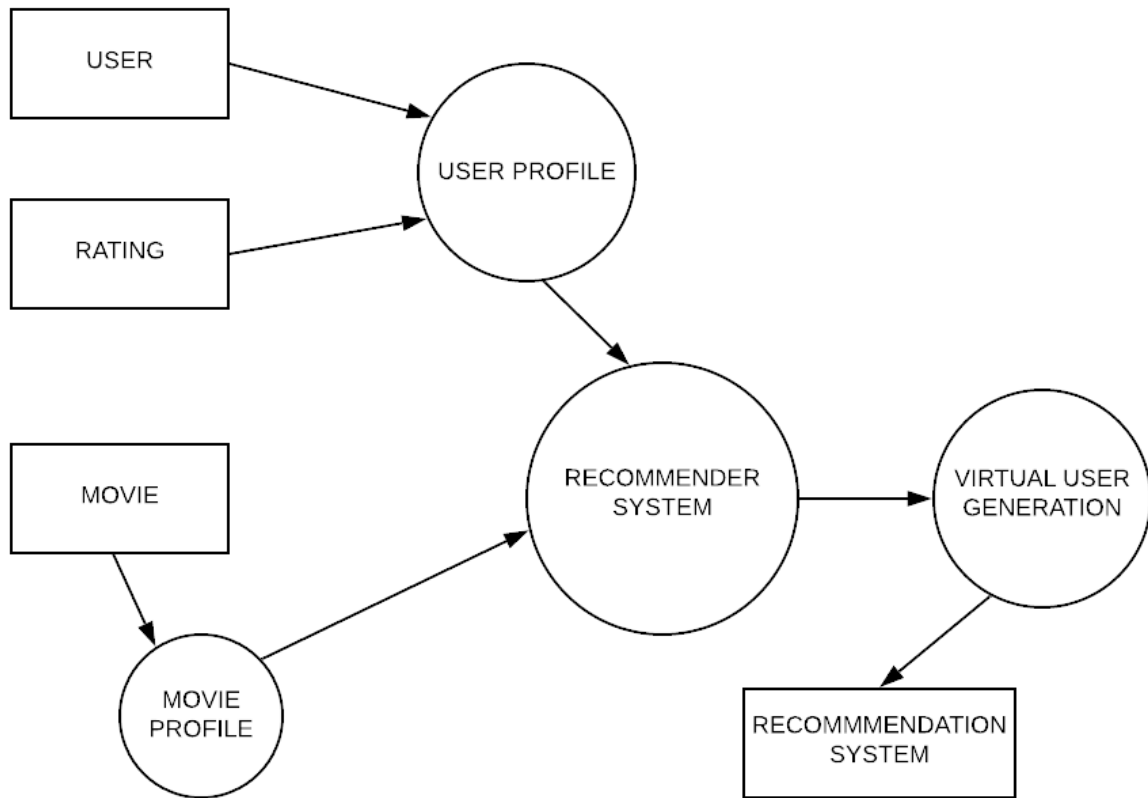 USER
USER PROFILE
RATING
MOVIE
RECOMMENDER
SYSTEM
VIRTUAL USER
GENERATION
MOVIE
PROFILE
RECOMMMENDATION
SYSTEM